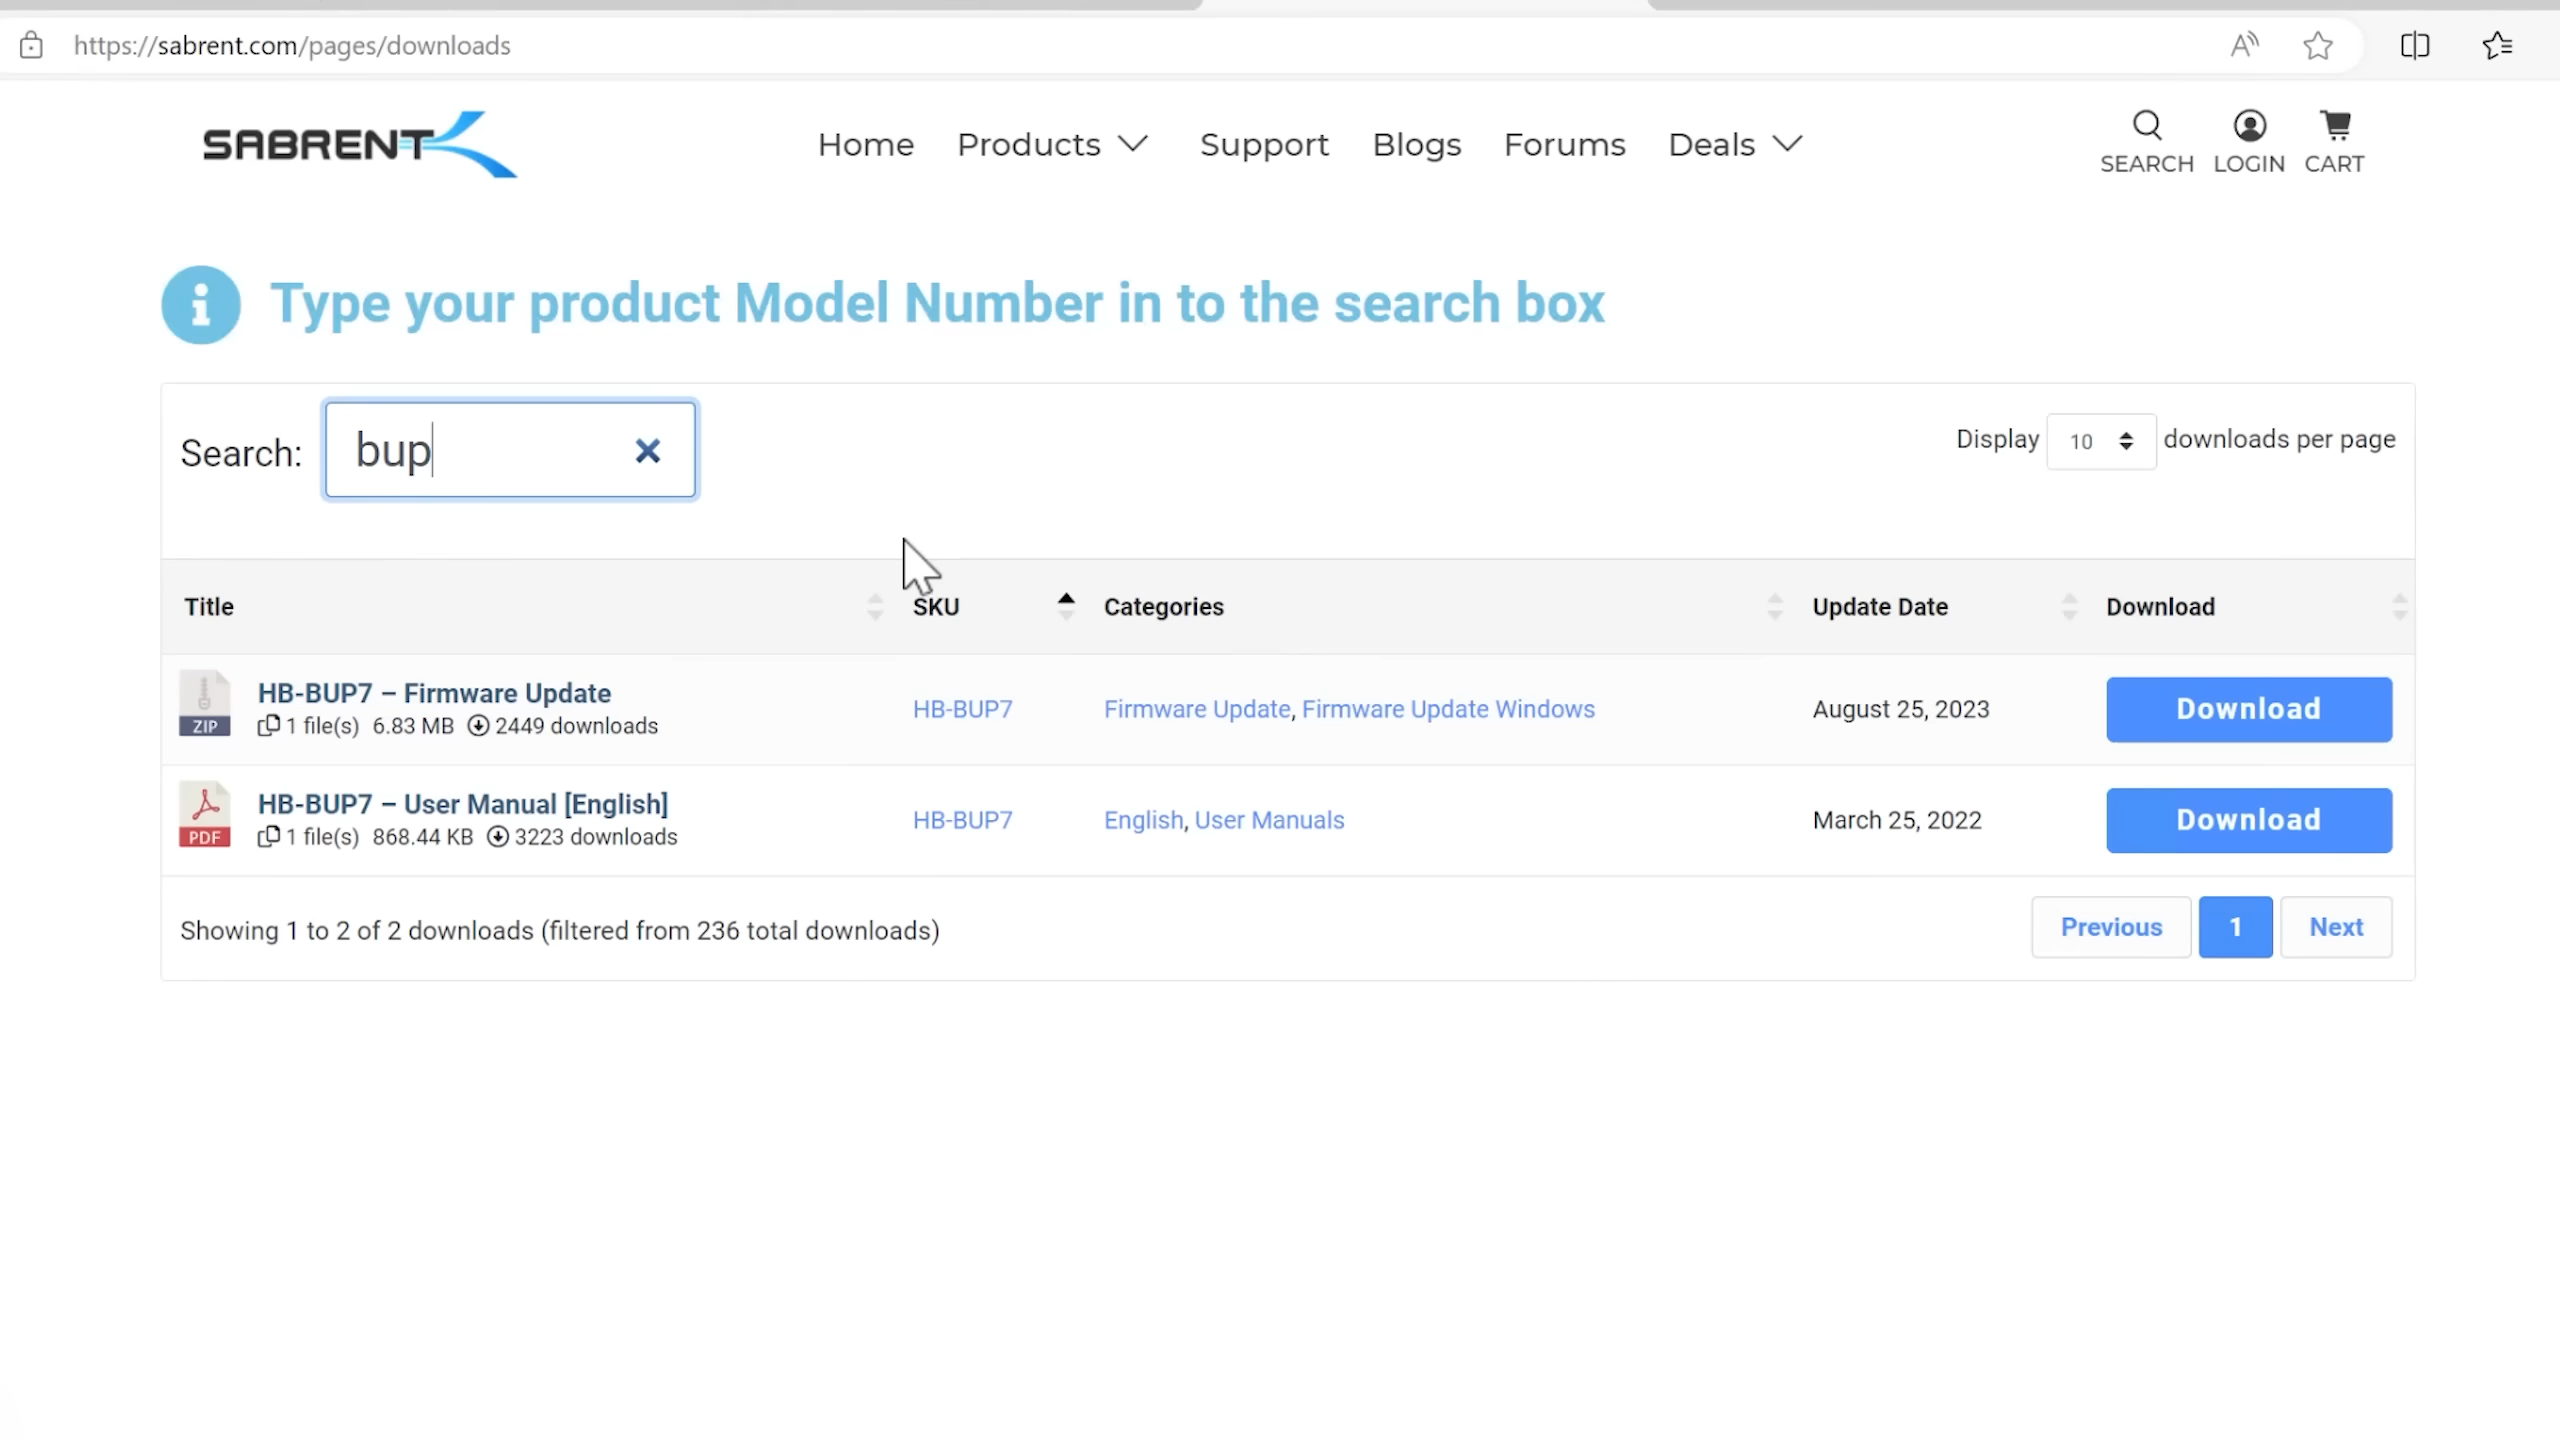 https://sabrent.com/pages/downloads
SABRENT
Home Products Support Blogs Forums Deals
SEARCH LOGIN CART
Type your product Model Number in to the search box
Search: bup
Display 10 downloads per page
Title SKU Categories Update Date Download
ZIP
HB-BUP7 – Firmware Update
1 file(s) 6.83 MB 2449 downloads
HB-BUP7 Firmware Update, Firmware Update Windows August 25, 2023 Download
PDF
HB-BUP7 – User Manual [English]
1 file(s) 868.44 KB 3223 downloads
HB-BUP7 English, User Manuals March 25, 2022 Download
Showing 1 to 2 of 2 downloads (filtered from 236 total downloads)
Previous 1 Next